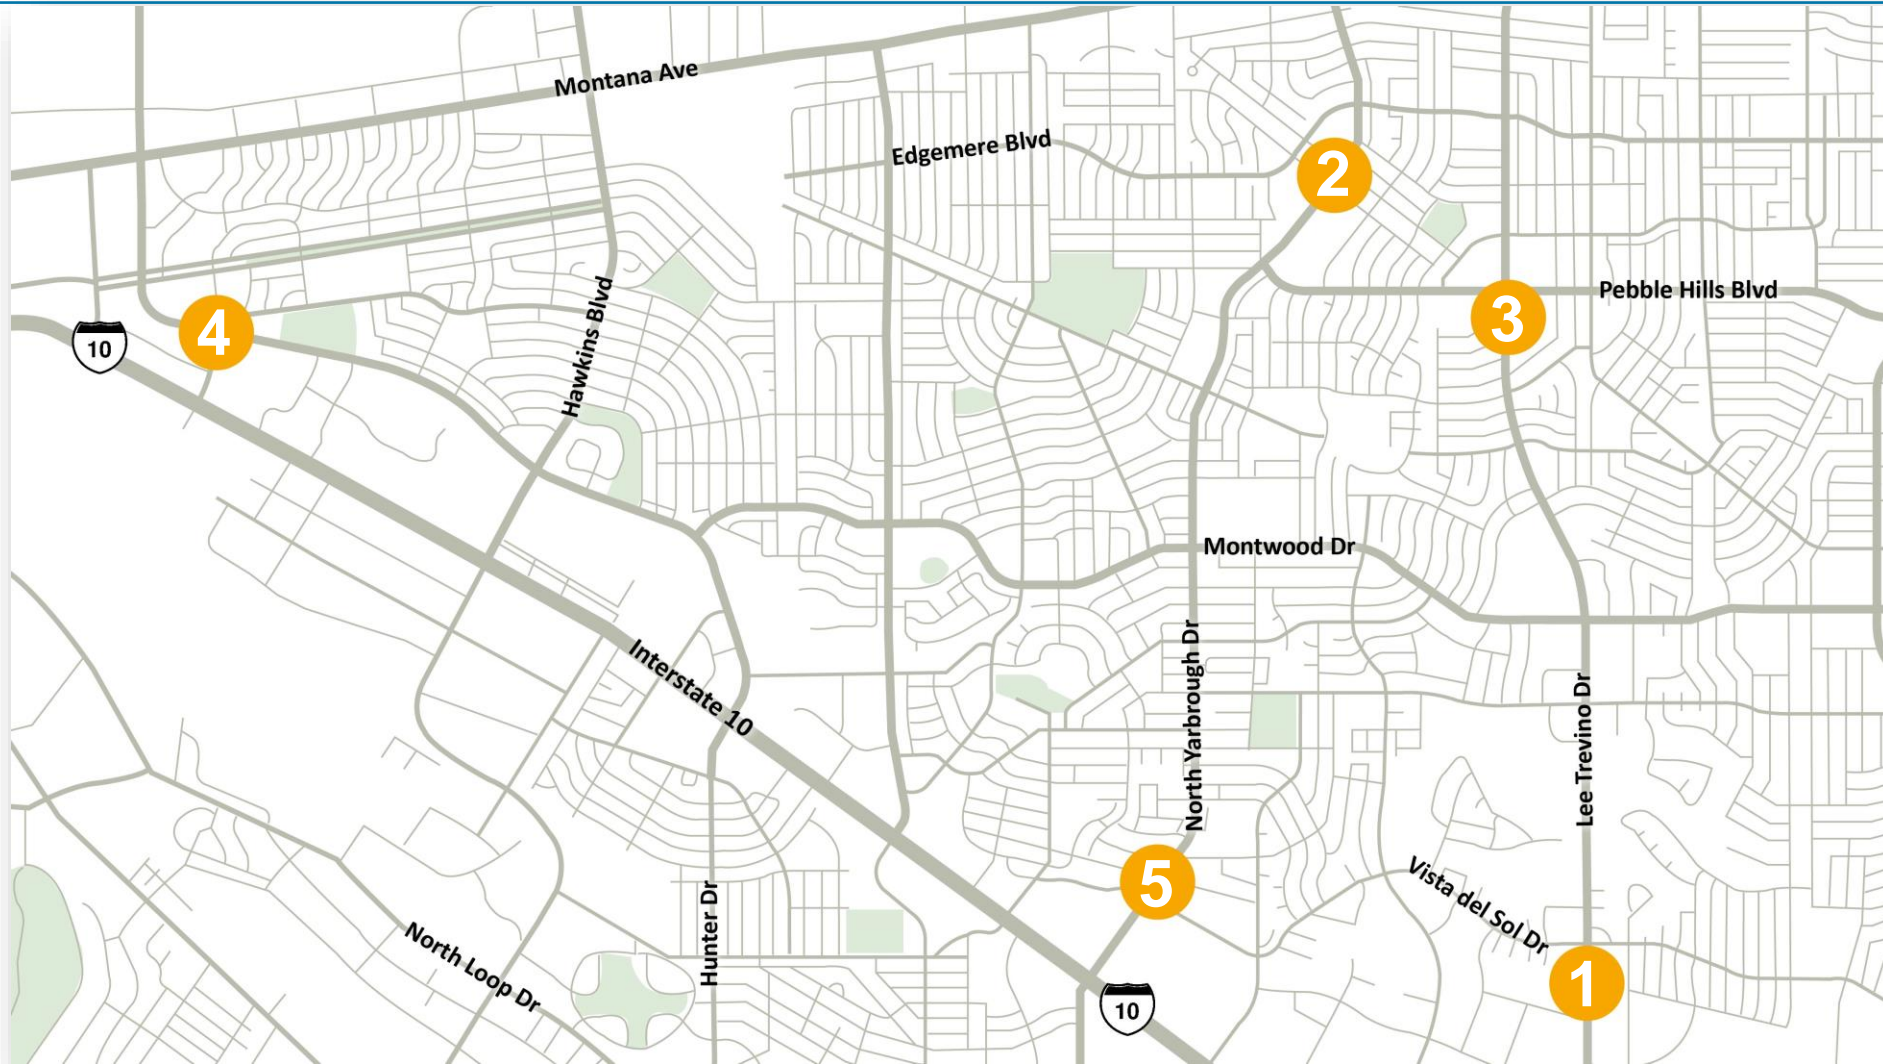 Montana Ave
Edgemere Blvd
2
Pebble Hills Blvd
3
4
10
Hawkins Blvd
Montwood Dr
Interstate 10
North Yarbrough Dr
Lee Trevino Dr
5
Vista del Sol Dr
Hunter Dr
North Loop Dr
1
10